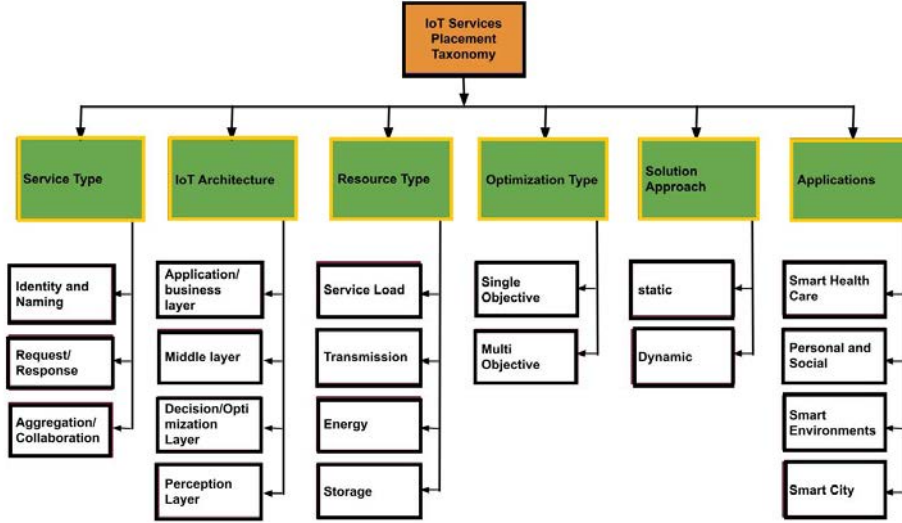 IoT Services
Placement
Taxonomy
Service Type
IoT Architecture
Resource Type
Optimization Type
Solution
Approach
Applications
Identity and
Naming
Request/
Response
Aggregation/
Collaboration
Application/
business
layer
Middle layer
Decision/Opti
mization
Layer
Perception
Layer
Service Load
Transmission
Energy
Storage
Single
Objective
Multi
Objective
static
Dynamic
Smart Health
Care
Personal and
Social
Smart
Environments
Smart City